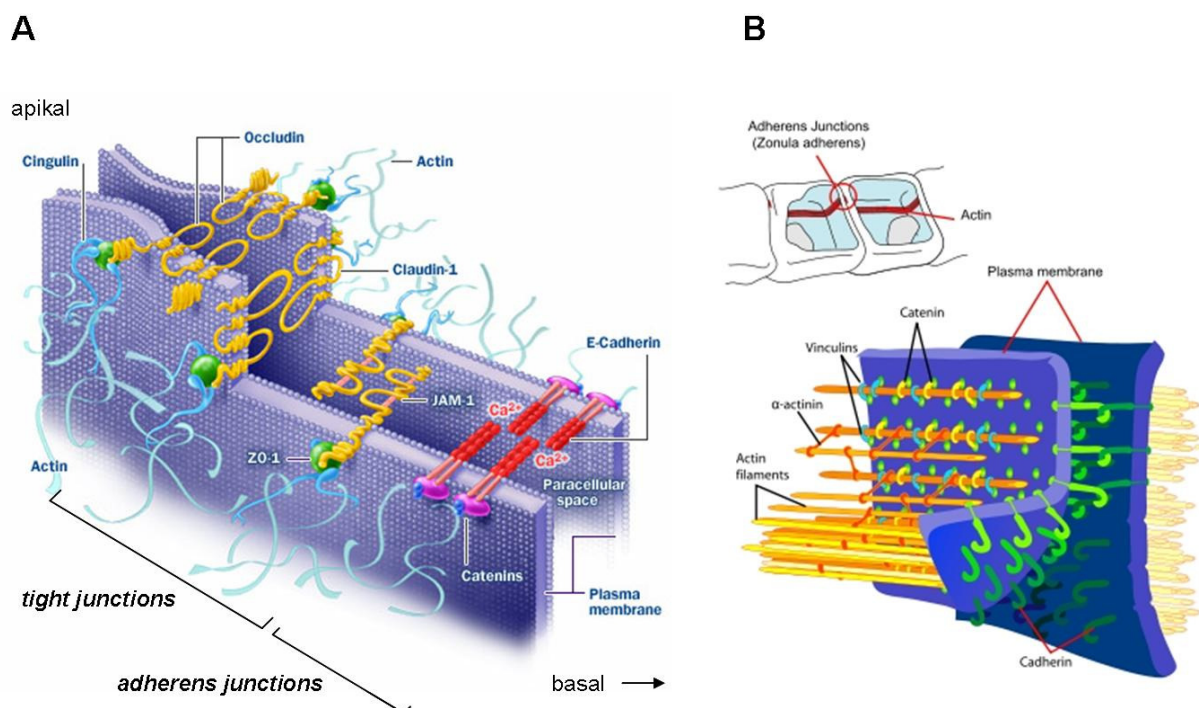 A
apikal
Occludin
Cingulin
Actin
Claudin-1
E-Cadherin
JAM-1
Ca2+
Ca2+
ZO-1
Actin
Paracellular
space
Catenins
Plasma
membrane
tight junctions
adherens junctions
basal
B
Adherens Junctions
(Zonula adherens)
Actin
Plasma membrane
Catenin
Vinculins
α-actinin
Actin
filaments
Cadherin